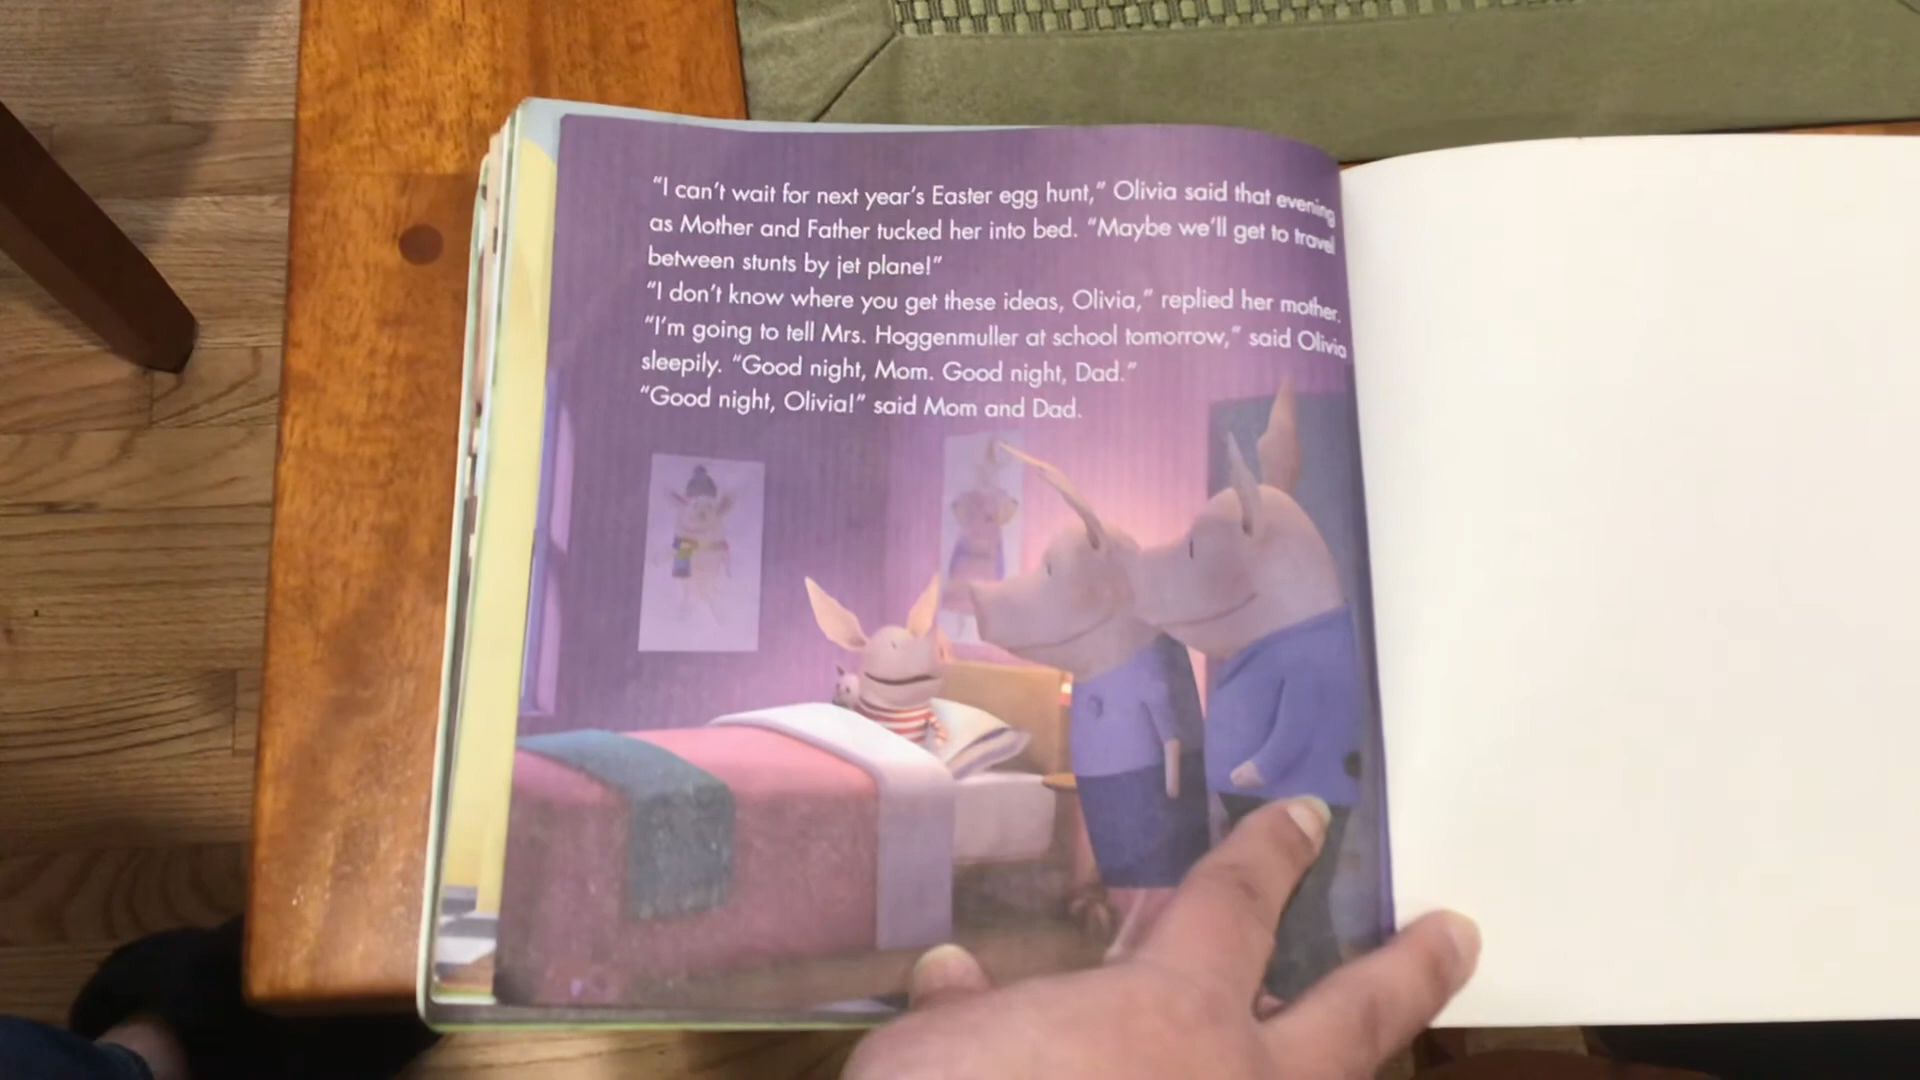 “I can’t wait for next year’s Easter egg hunt,” Olivia said that evening
as Mother and Father tucked her into bed. “Maybe we’ll get to travel
between stunts by jet plane!”
“I don’t know where you get these ideas, Olivia,” replied her mother.
“I’m going to tell Mrs. Hoggenmuller at school tomorrow,” said Olivia
sleepily. “Good night, Mom. Good night, Dad.”
“Good night, Olivia!” said Mom and Dad.